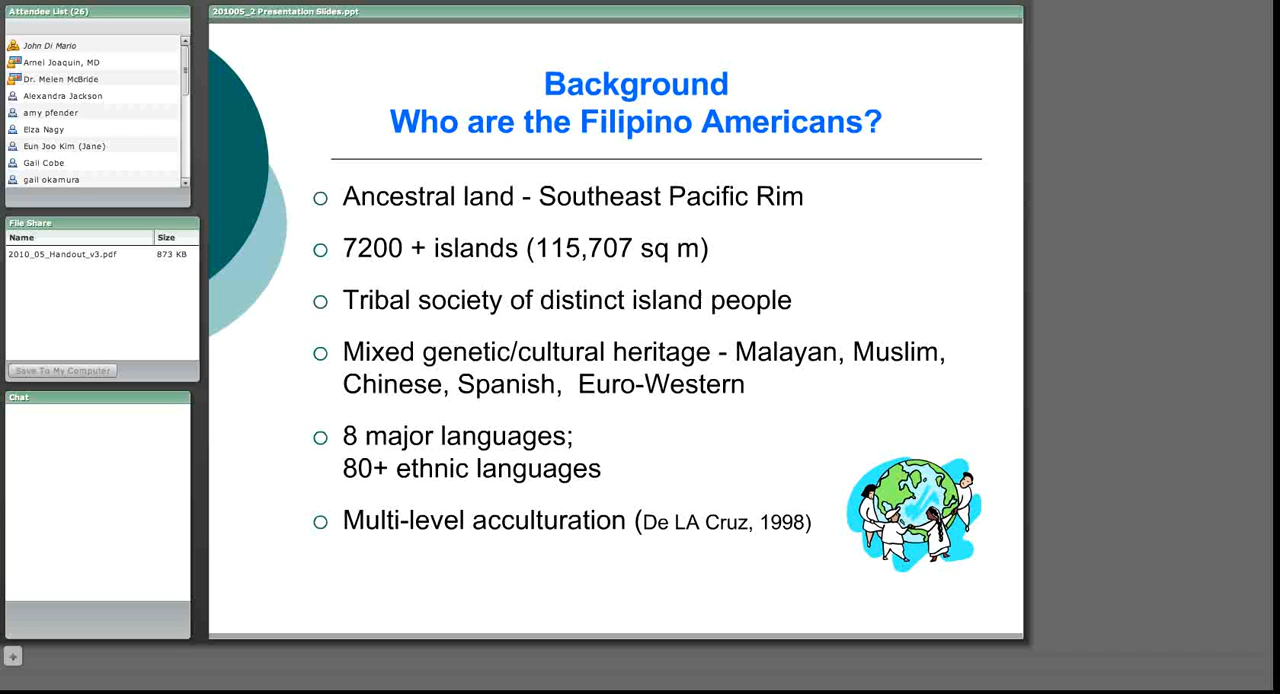 Attendee List (26)
John Di Mario
Arnel Joaquin, MD
Dr. Melen McBride
Alexandra Jackson
amy pfender
Elza Nagy
Eun Joo Kim (Jane)
Gail Cobe
gail okamura
File Share
Name Size
2010_05_Handout_v3.pdf 873 KB
Save To My Computer
Chat
201005_2 Presentation Slides.ppt
Background
Who are the Filipino Americans?
Ancestral land - Southeast Pacific Rim
7200 + islands (115,707 sq m)
Tribal society of distinct island people
Mixed genetic/cultural heritage - Malayan, Muslim,
Chinese, Spanish, Euro-Western
8 major languages;
80+ ethnic languages
Multi-level acculturation (De LA Cruz, 1998)